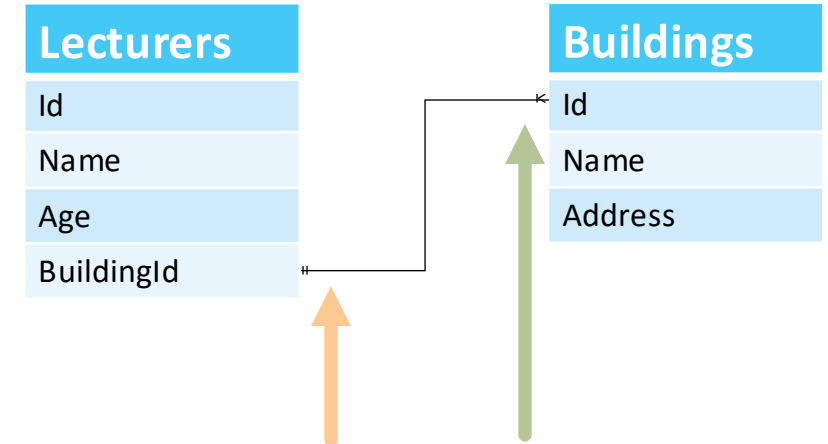 Lecturers
Id
Name
Age
BuildingId
Buildings
Id
Name
Address